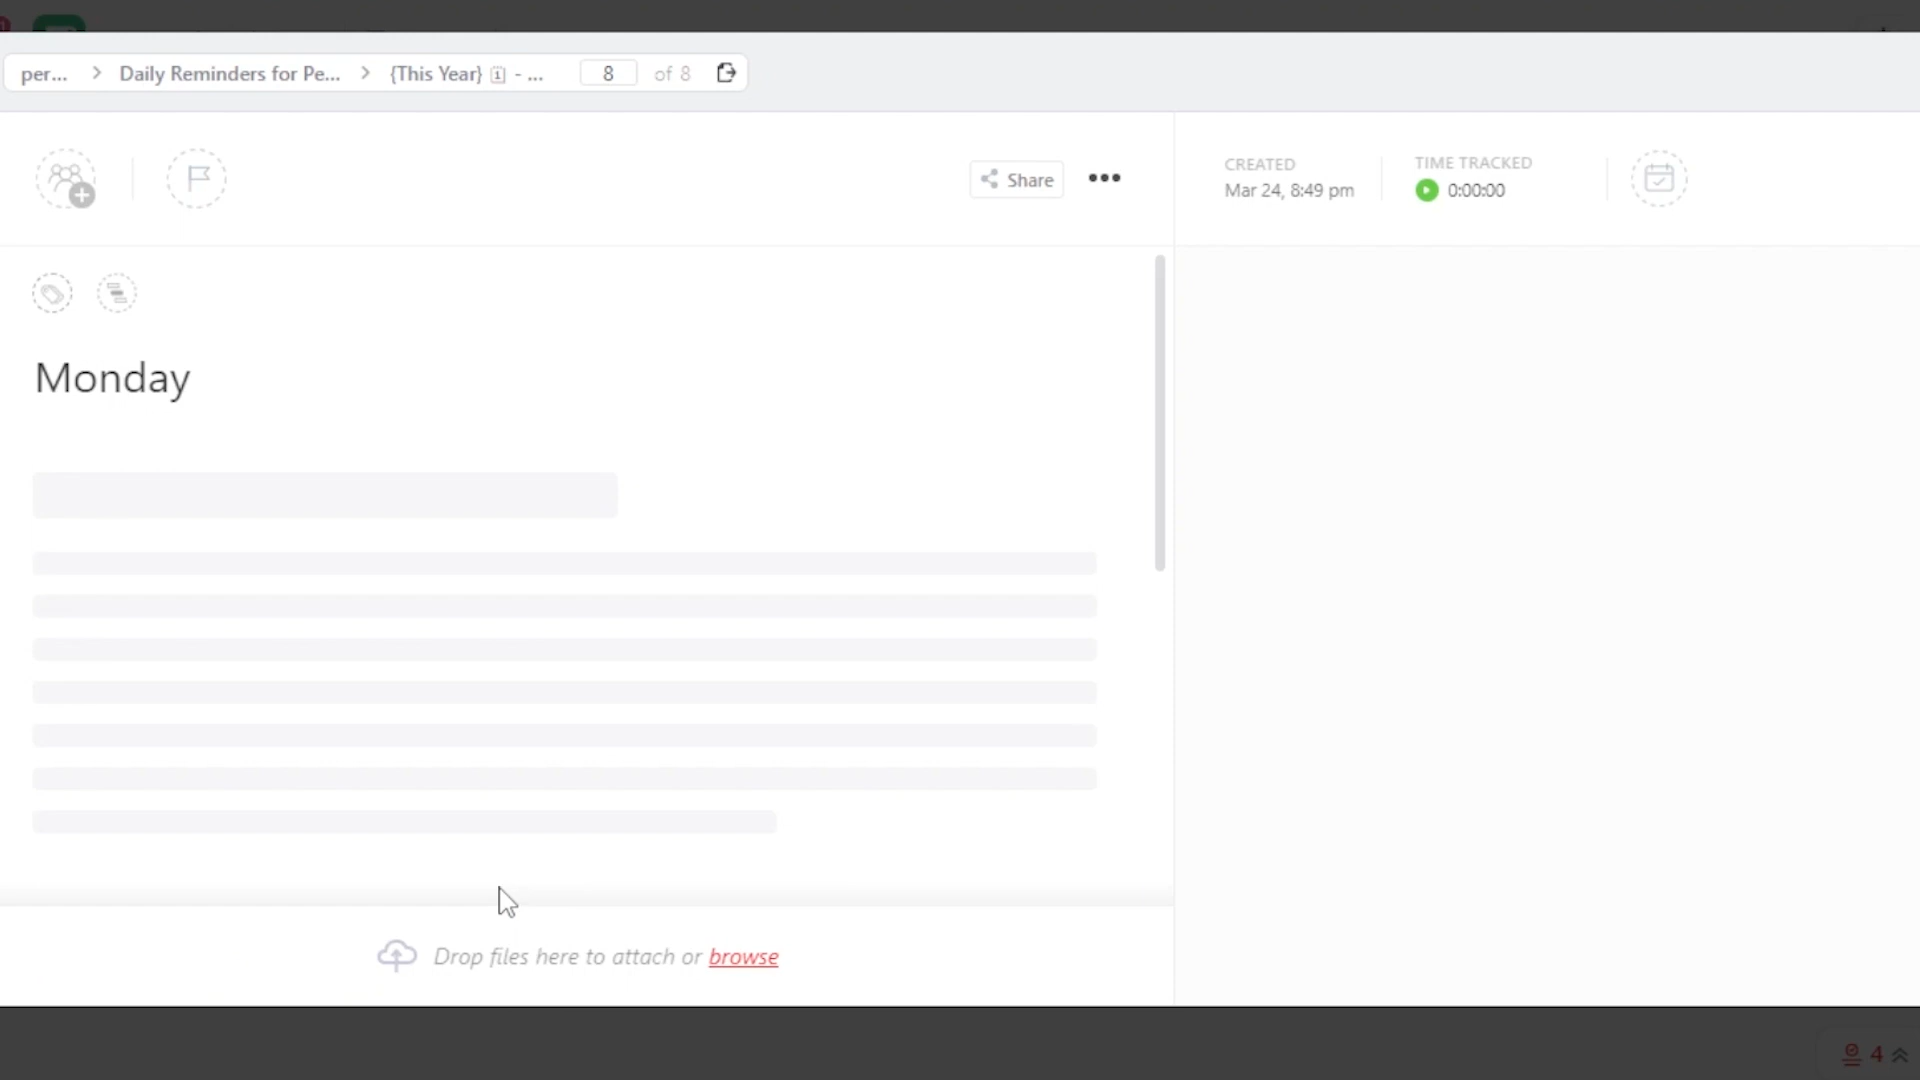 per... > Daily Reminders for Pe... > {This Year} 1 - ... 8 of 8
Share
CREATED
Mar 24, 8:49 pm
TIME TRACKED
0:00:00
Monday
Drop files here to attach or browse
4